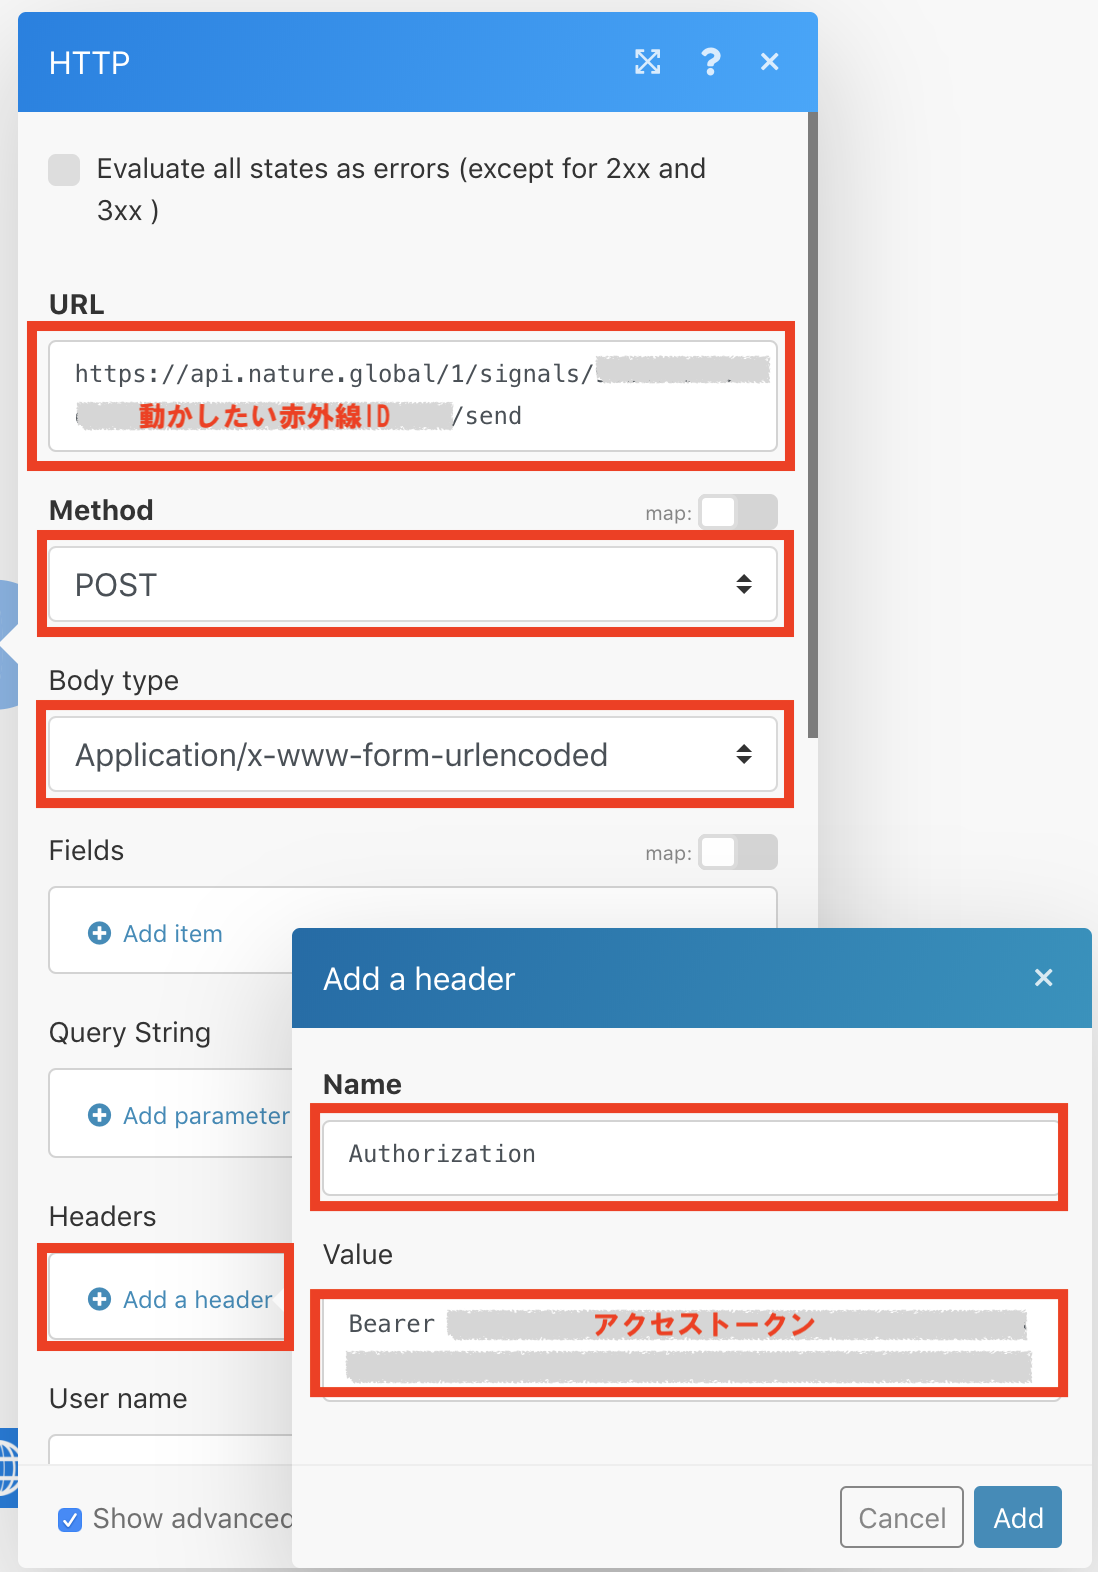 HTTP
Evaluate all states as errors (except for 2xx and
3xx )
URL
https://api.nature.global/1/signals/
動かしたい赤外線ID /send
Method
map:
POST
Body type
Application/x-www-form-urlencoded
Fields
map:
Add item
Add a header
Query String
Name
Add parameter
Authorization
Headers
Value
Add a header
Bearer アクセストークン
User name
Show advanced
Cancel
Add